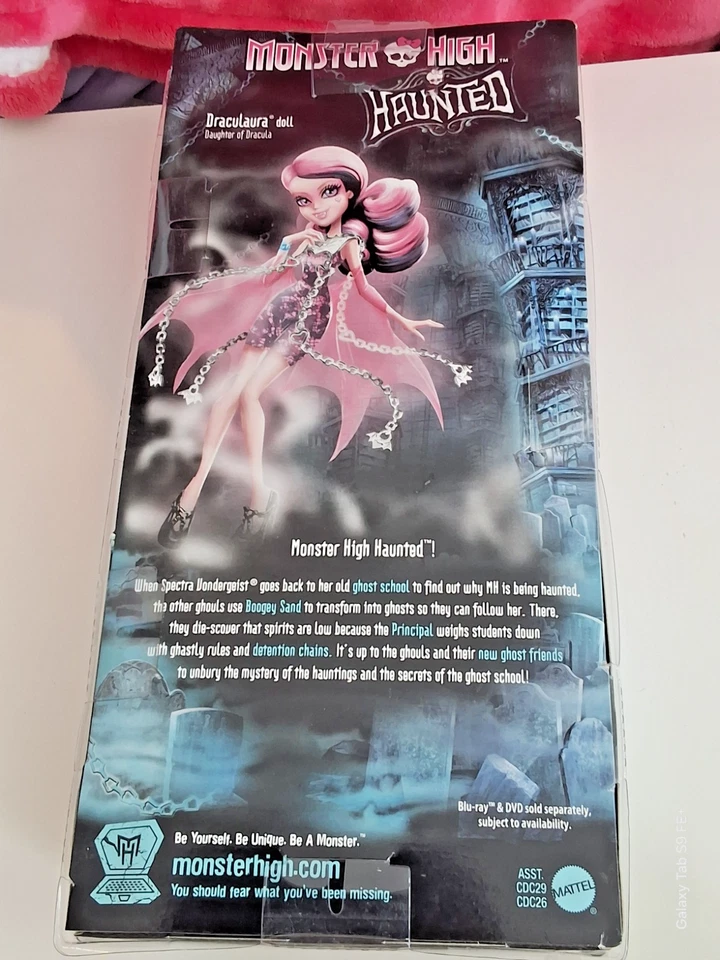 MONSTER HIGH™
HAUNTED
Draculaura® doll
Daughter of Dracula
Monster High Haunted™!
When Spectra Vondergeist® goes back to her old ghost school to find out why MH is being haunted,
the other ghouls use Boogey Sand to transform into ghosts so they can follow her. There,
they die-scover that spirits are low because the Principal weighs students down
with ghastly rules and detention chains. It's up to the ghouls and their new ghost friends
to unbury the mystery of the hauntings and the secrets of the ghost school!
Blu-ray™ & DVD sold separately,
subject to availability.
Be Yourself. Be Unique. Be A Monster.™
monsterhigh.com
You should fear what you've been missing.
ASST.
CDC29
CDC26
MATTEL®
Galaxy Tab S9 FE+